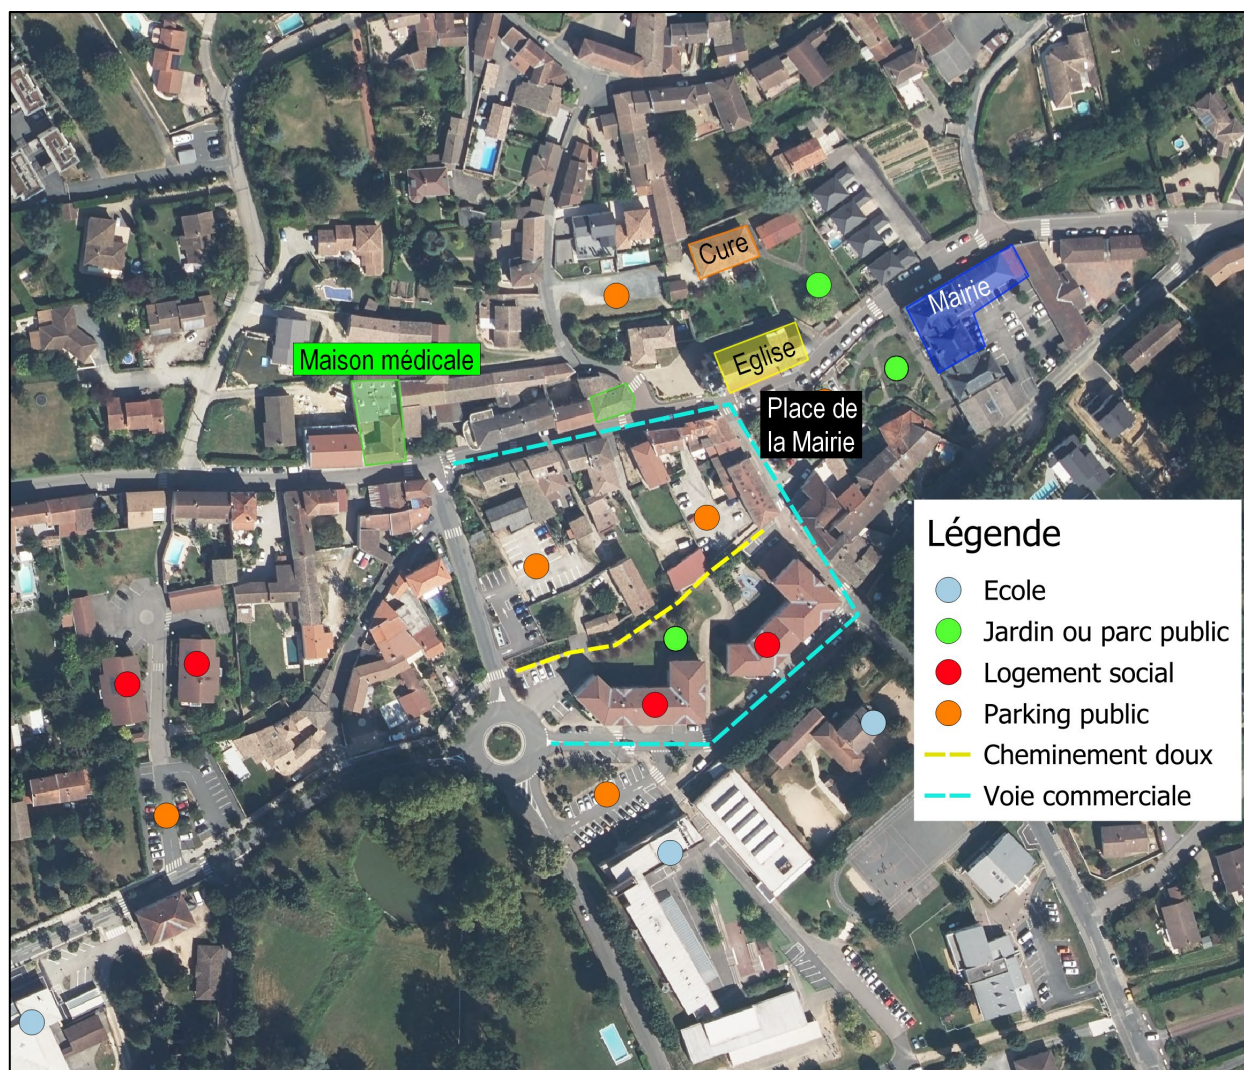 Cure
Mairie
Maison médicale
Eglise
Place de
la Mairie
Légende
Ecole
Jardin ou parc public
Logement social
Parking public
Cheminement doux
Voie commerciale